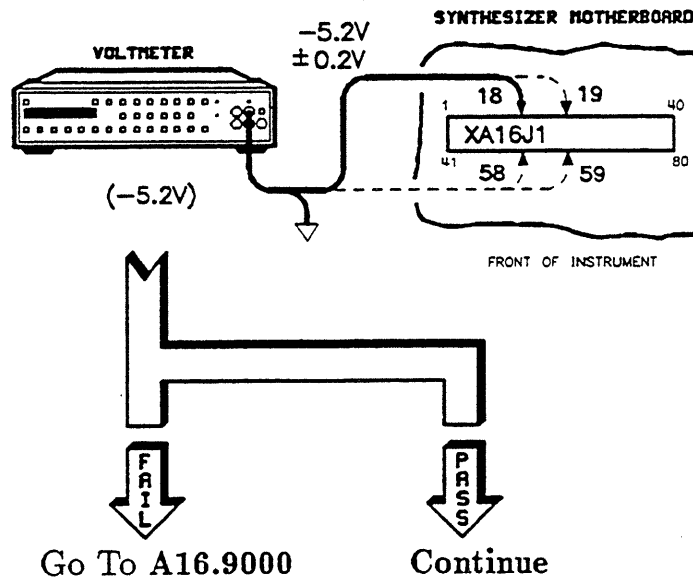 SYNTHESIZER MOTHERBOARD
-5.2V
± 0.2V
VOLTMETER
18
19
1
40
XA16J1
41
80
58
59
(-5.2V)
FRONT OF INSTRUMENT
FAIL
PASS
Go To A16.9000
Continue